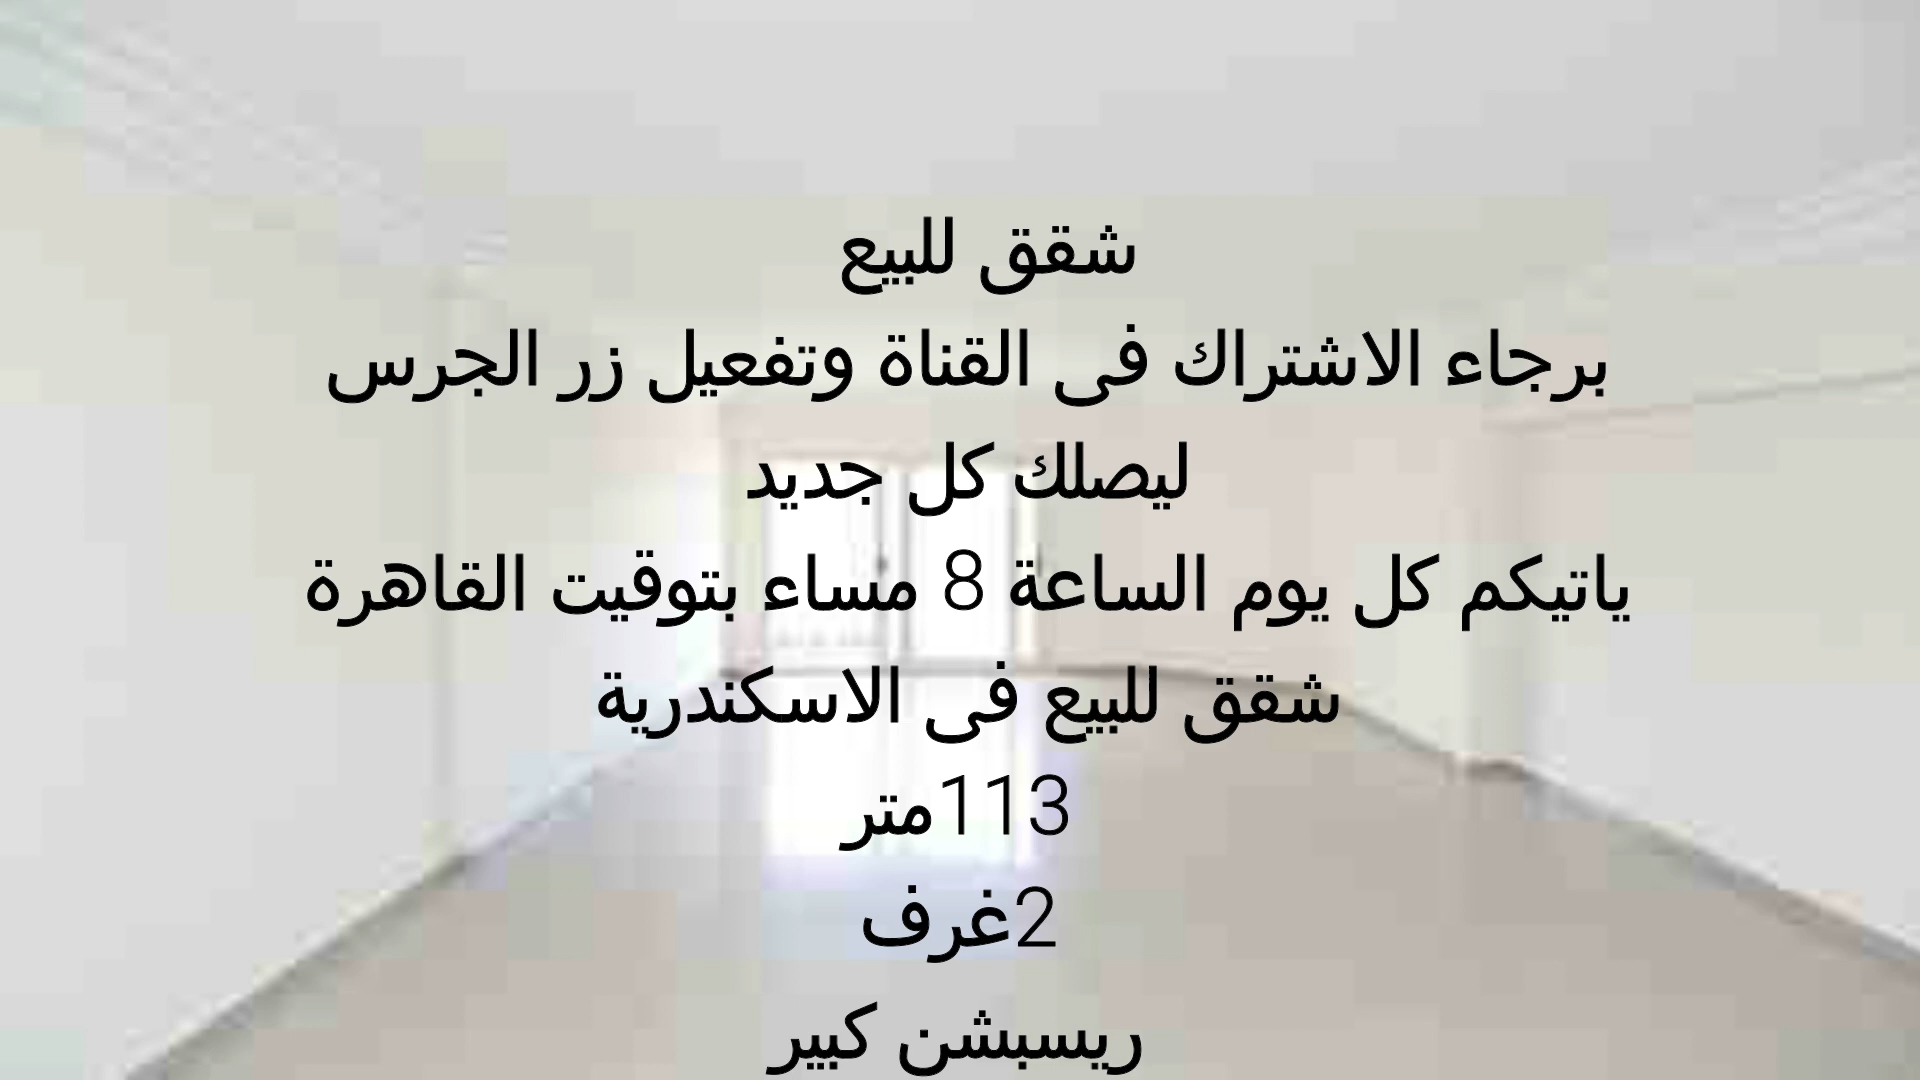 شقق للبيع
برجاء الاشتراك فى القناة وتفعيل زر الجرس
ليصلك كل جديد
ياتيكم كل يوم الساعة 8 مساء بتوقيت القاهرة
شقق للبيع فى الاسكندرية
113متر
2غرف
ريسبشن كبير